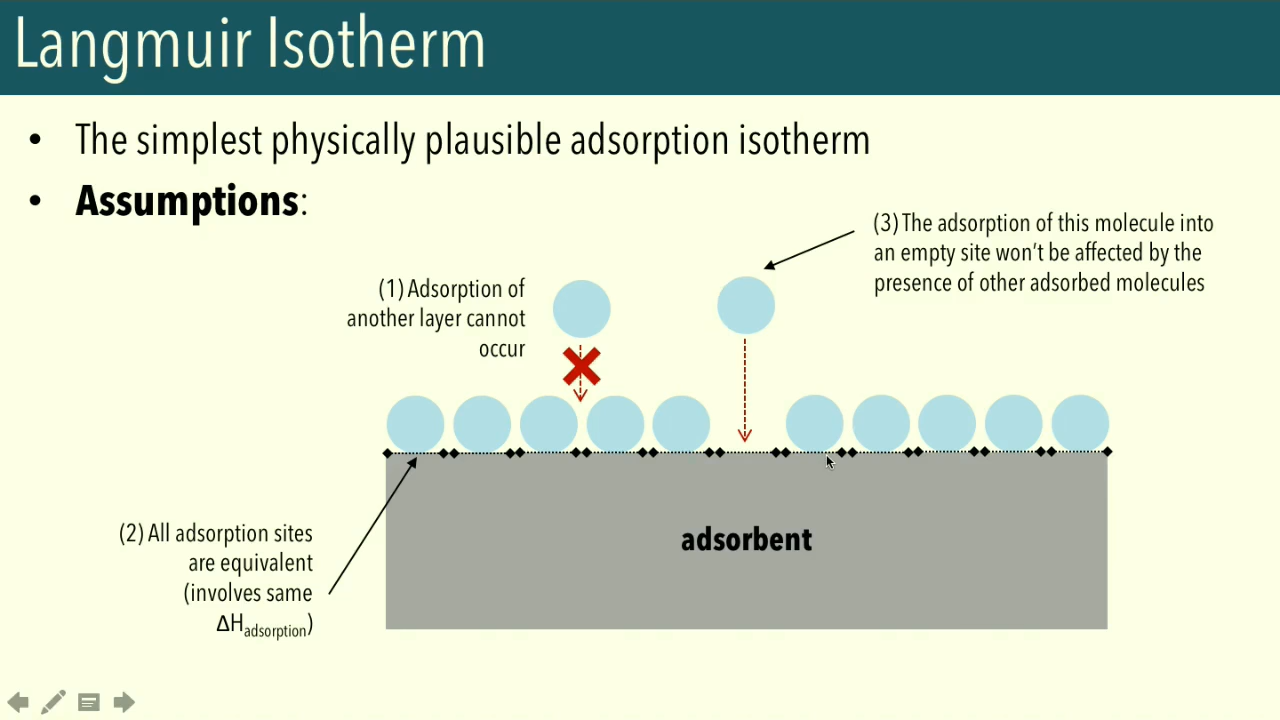 Langmuir Isotherm
• The simplest physically plausible adsorption isotherm
• Assumptions:
(3) The adsorption of this molecule into
an empty site won't be affected by the
presence of other adsorbed molecules
(1) Adsorption of
another layer cannot
occur
(2) All adsorption sites
are equivalent
(involves same
ΔHadsorption)
adsorbent